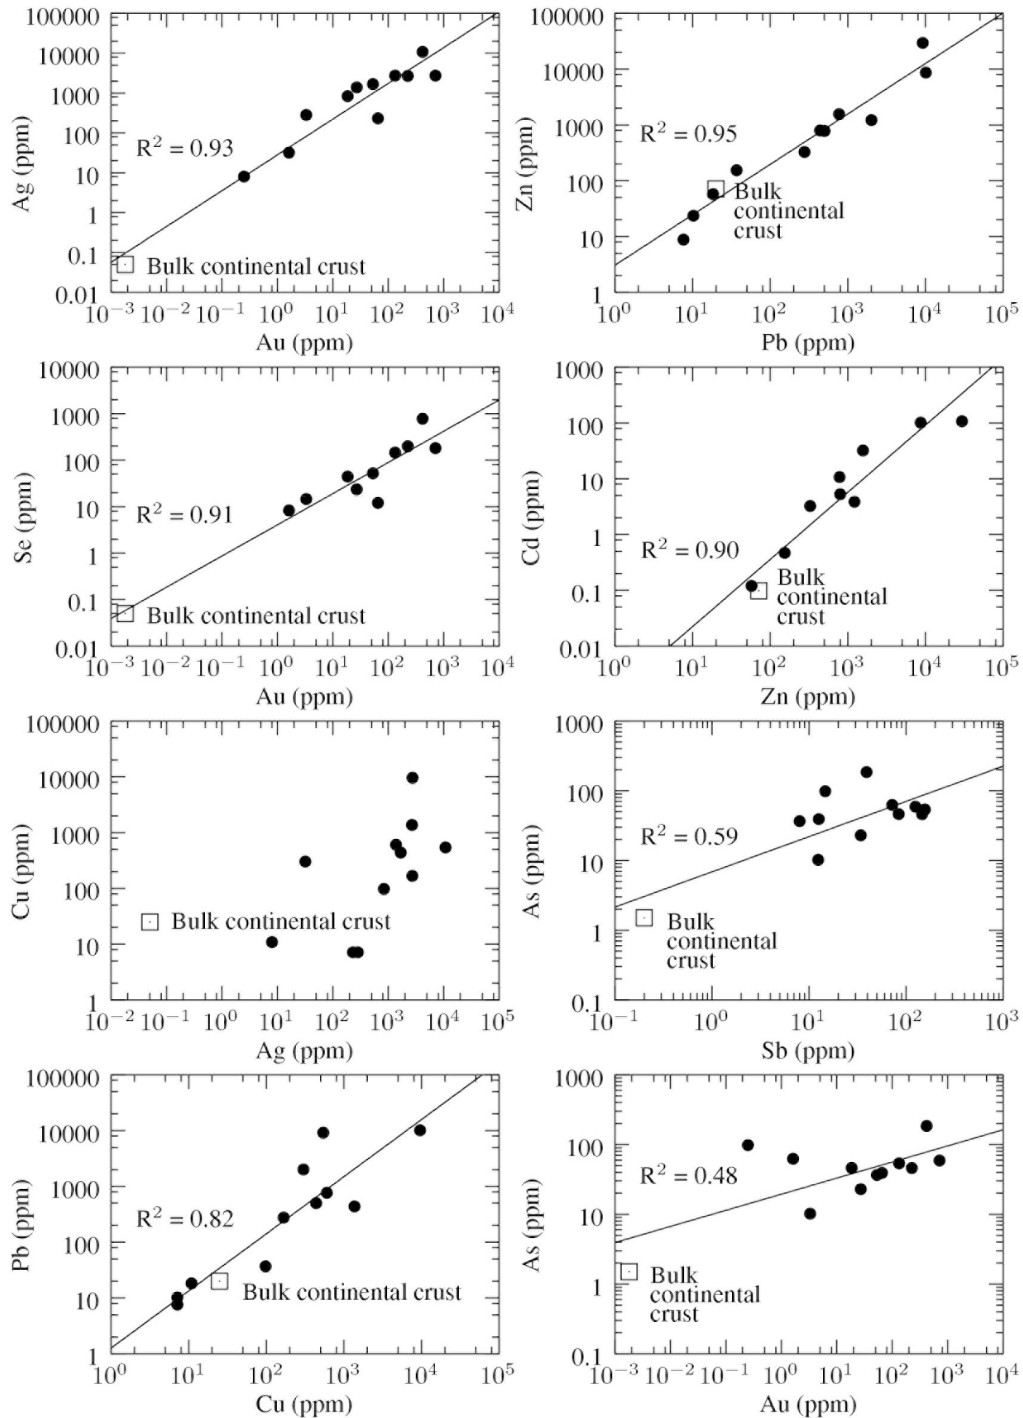 100000
10000
1000
100
10
1
0.1
0.01
Ag (ppm)
R² = 0.93
Bulk continental crust
10⁻³ 10⁻² 10⁻¹ 10⁰ 10¹ 10² 10³ 10⁴
Au (ppm)
100000
10000
1000
100
10
1
Zn (ppm)
R² = 0.95
Bulk
continental
crust
10⁰ 10¹ 10² 10³ 10⁴ 10⁵
Pb (ppm)
1000
100
10
1
0.1
0.01
Se (ppm)
R² = 0.91
Bulk continental crust
10⁻³ 10⁻² 10⁻¹ 10⁰ 10¹ 10² 10³ 10⁴
Au (ppm)
1000
100
10
1
0.1
0.01
Cd (ppm)
R² = 0.90
Bulk
continental
crust
10⁰ 10¹ 10² 10³ 10⁴ 10⁵
Zn (ppm)
100000
10000
1000
100
10
1
Cu (ppm)
Bulk continental crust
10⁻² 10⁻¹ 10⁰ 10¹ 10² 10³ 10⁴ 10⁵
Ag (ppm)
1000
100
10
1
0.1
As (ppm)
R² = 0.59
Bulk
continental
crust
10⁻¹ 10⁰ 10¹ 10² 10³
Sb (ppm)
100000
10000
1000
100
10
1
Pb (ppm)
R² = 0.82
Bulk continental crust
10⁰ 10¹ 10² 10³ 10⁴ 10⁵
Cu (ppm)
1000
100
10
1
0.1
As (ppm)
R² = 0.48
Bulk
continental
crust
10⁻³ 10⁻² 10⁻¹ 10⁰ 10¹ 10² 10³ 10⁴
Au (ppm)